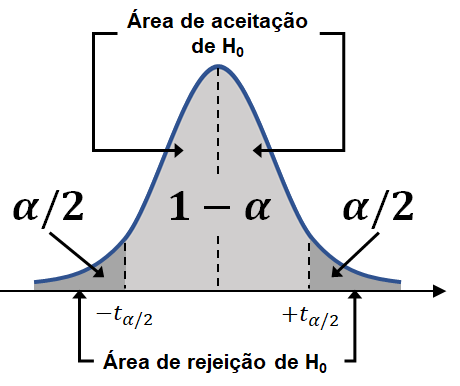 Área de aceitação
de H₀
α/2
1 − α
α/2
−tα/2
+tα/2
Área de rejeição de H₀